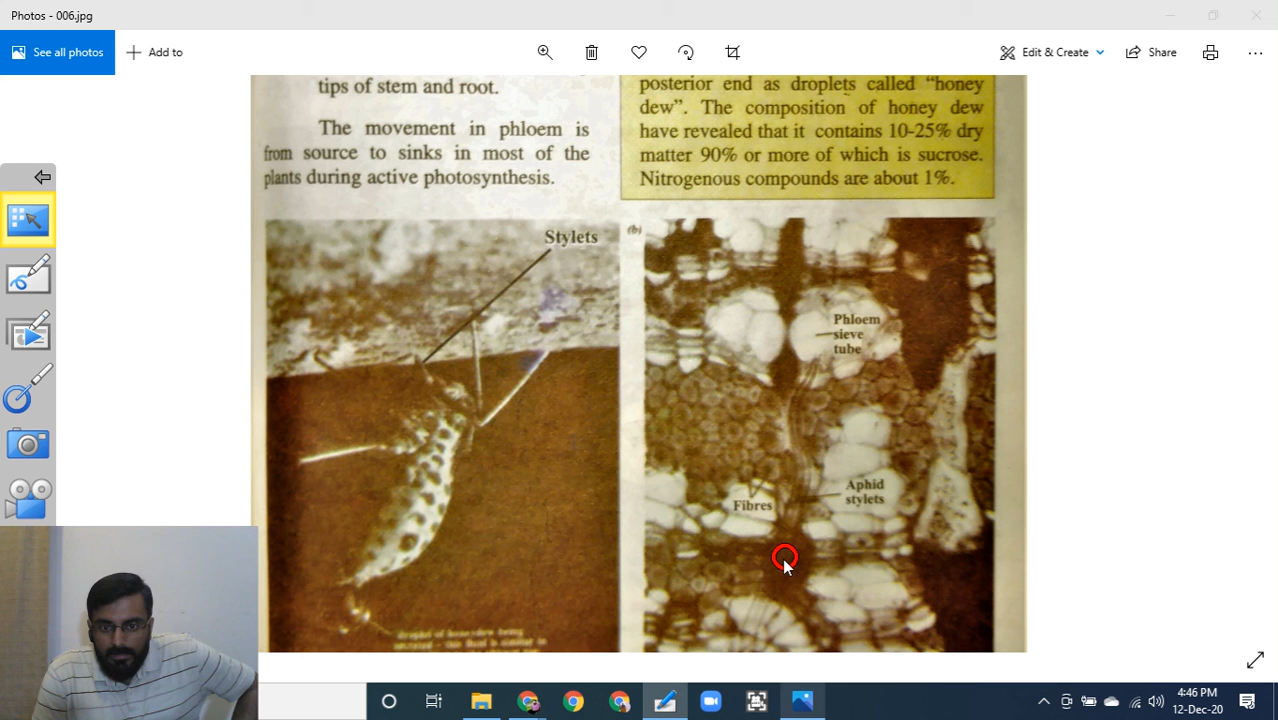 Photos - 006.jpg
See all photos
Add to
Edit & Create
Share
tips of stem and root.
The movement in phloem is
from source to sinks in most of the
plants during active photosynthesis.
posterior end as droplets called “honey
dew”. The composition of honey dew
have revealed that it contains 10-25% dry
matter 90% or more of which is sucrose.
Nitrogenous compounds are about 1%.
Stylets
(b)
Phloem
sieve
tube
Aphid
stylets
Fibres
droplet of honeydew being
4:46 PM
12-Dec-20